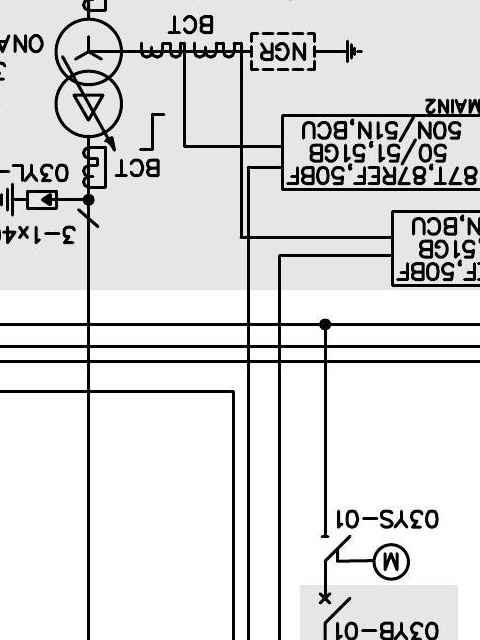 03YB-01
M
03YS-01
EF,50BF
,51GB
N,BCU
3-1x4
87T,87REF,50BF
03YL-
BCT
50/51,51GB
50N/51N,BCU
MAIN2
NGR
ONA
BCT